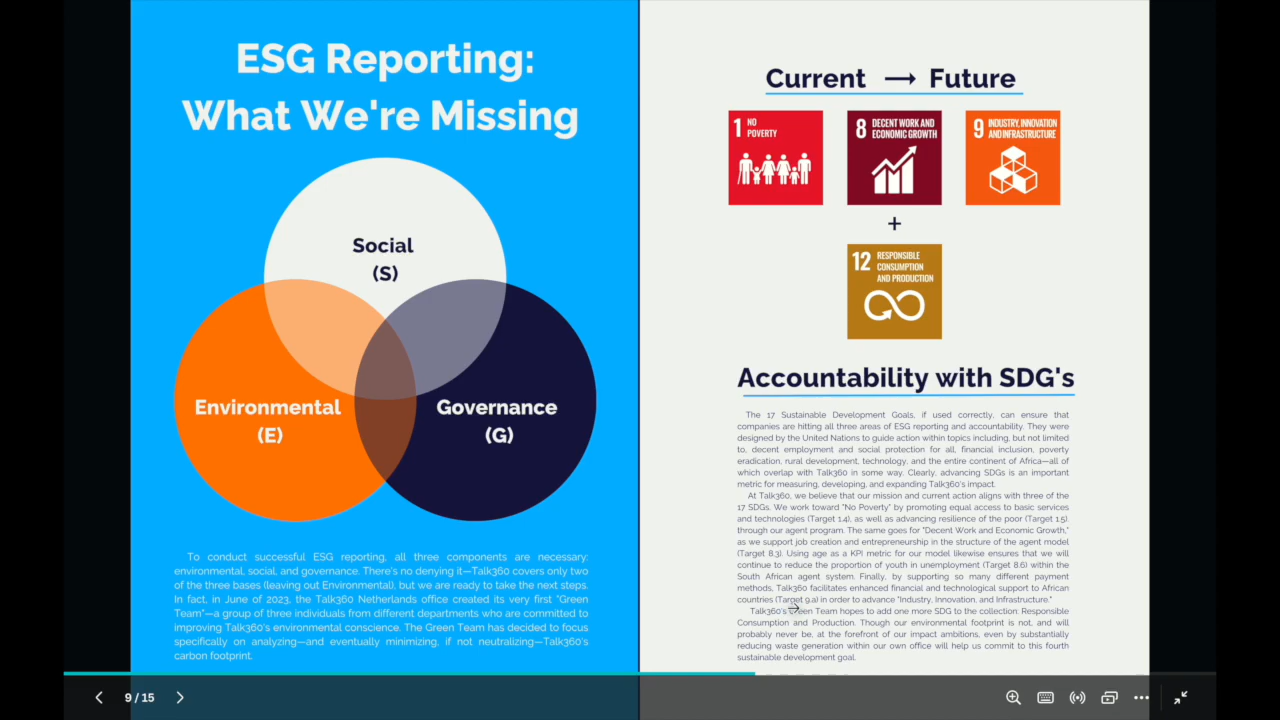 ESG Reporting:
What We're Missing
Social
(S)
Environmental
(E)
Governance
(G)
To conduct successful ESG reporting, all three components are necessary:
environmental, social, and governance. There's no denying it—Talk360 covers only two
of the three bases (leaving out Environmental), but we are ready to take the next steps.
In fact, in June of 2023, the Talk360 Netherlands office created its very first "Green
Team"—a group of three individuals from different departments who are committed to
improving Talk360's environmental conscience. The Green Team has decided to focus
specifically on analyzing—and eventually minimizing, if not neutralizing—Talk360's
carbon footprint.
Current → Future
1 NO
POVERTY
8 DECENT WORK AND
ECONOMIC GROWTH
9 INDUSTRY, INNOVATION
AND INFRASTRUCTURE
+
12 RESPONSIBLE
CONSUMPTION
AND PRODUCTION
Accountability with SDG's
The 17 Sustainable Development Goals, if used correctly, can ensure that
companies are hitting all three areas of ESG reporting and accountability. They were
designed by the United Nations to guide action within topics including, but not limited
to, decent employment and social protection for all, financial inclusion, poverty
eradication, rural development, technology, and the entire continent of Africa—all of
which overlap with Talk360 in some way. Clearly, advancing SDGs is an important
metric for measuring, developing, and expanding Talk360's impact.
At Talk360, we believe that our mission and current action aligns with three of the
17 SDGs. We work toward "No Poverty" by promoting equal access to basic services
and technologies (Target 1.4), as well as advancing resilience of the poor (Target 1.5),
through our agent program. The same goes for "Decent Work and Economic Growth,"
as we support job creation and entrepreneurship in the structure of the agent model
(Target 8.3). Using age as a KPI metric for our model likewise ensures that we will
continue to reduce the proportion of youth in unemployment (Target 8.6) within the
South African agent system. Finally, by supporting so many different payment
methods, Talk360 facilitates enhanced financial and technological support to African
countries (Target 9.a) in order to advance "Industry, Innovation, and Infrastructure."
Talk360's Green Team hopes to add one more SDG to the collection: Responsible
Consumption and Production. Though our environmental footprint is not, and will
probably never be, at the forefront of our impact ambitions, even by substantially
reducing waste generation within our own office will help us commit to this fourth
sustainable development goal.
9 / 15